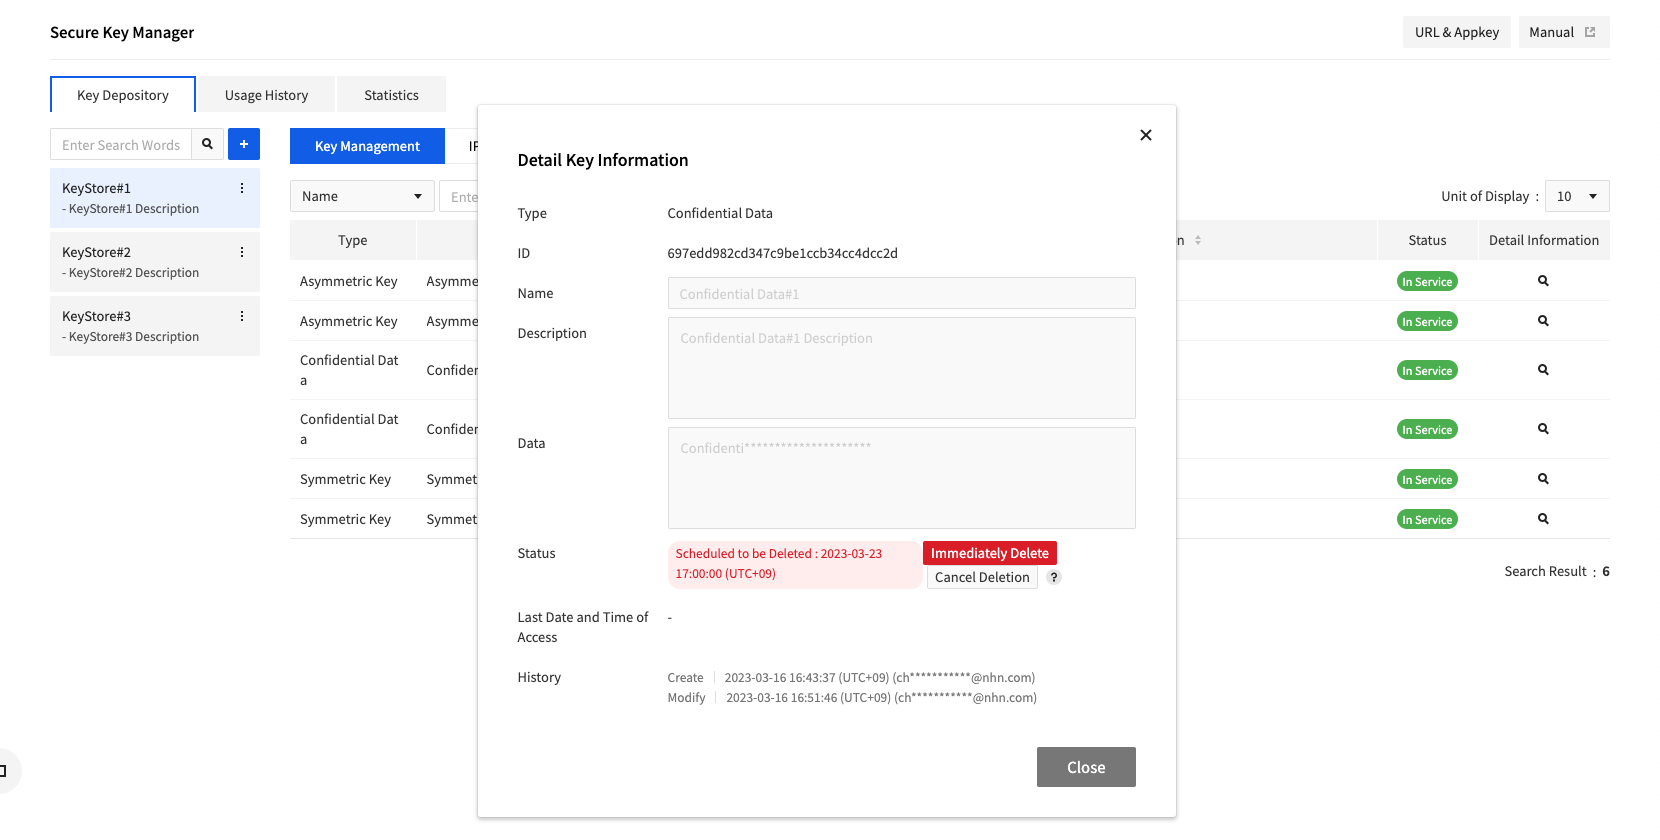 Secure Key Manager
URL & Appkey
Manual
Key Depository
Usage History
Statistics
Enter Search Words
+
KeyStore#1
- KeyStore#1 Description
KeyStore#2
- KeyStore#2 Description
KeyStore#3
- KeyStore#3 Description
Key Management
IP
Name
Ente
Unit of Display : 10
Type
n
Status
Detail Information
Asymmetric Key
Asymme
In Service
Asymmetric Key
Asymme
In Service
Confidential Dat
a
Confider
In Service
Confidential Dat
a
Confider
In Service
Symmetric Key
Symmet
In Service
Symmetric Key
Symmet
In Service
Search Result : 6
Detail Key Information
Type
Confidential Data
ID
697edd982cd347c9be1ccb34cc4dcc2d
Name
Confidential Data#1
Description
Confidential Data#1 Description
Data
Confidenti*********************
Status
Scheduled to be Deleted : 2023-03-23
17:00:00 (UTC+09)
Immediately Delete
Cancel Deletion
?
Last Date and Time of
Access
-
History
Create | 2023-03-16 16:43:37 (UTC+09) (ch***********@nhn.com)
Modify | 2023-03-16 16:51:46 (UTC+09) (ch***********@nhn.com)
Close